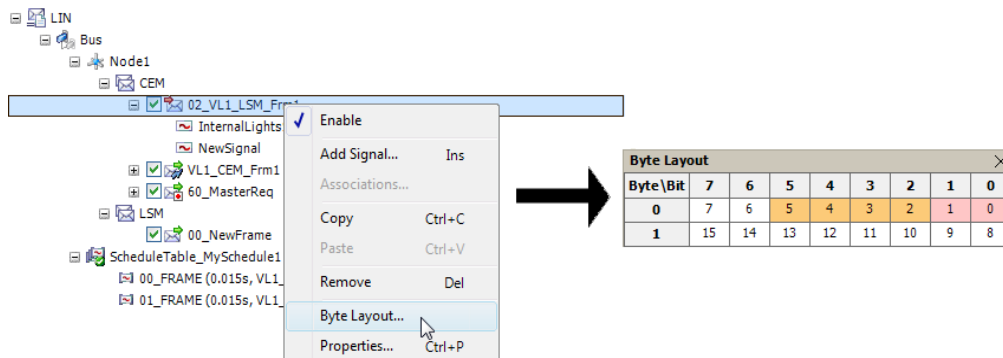 LIN
Bus
Node1
CEM
02_VL1_LSM_Frm1
InternalLights
NewSignal
VL1_CEM_Frm1
60_MasterReq
LSM
00_NewFrame
ScheduleTable_MySchedule1
00_FRAME (0.015s, VL1_
01_FRAME (0.015s, VL1_
Enable
Add Signal... Ins
Associations...
Copy Ctrl+C
Paste Ctrl+V
Remove Del
Byte Layout...
Properties... Ctrl+P
Byte Layout
Byte\Bit 7 6 5 4 3 2 1 0
0 7 6 5 4 3 2 1 0
1 15 14 13 12 11 10 9 8